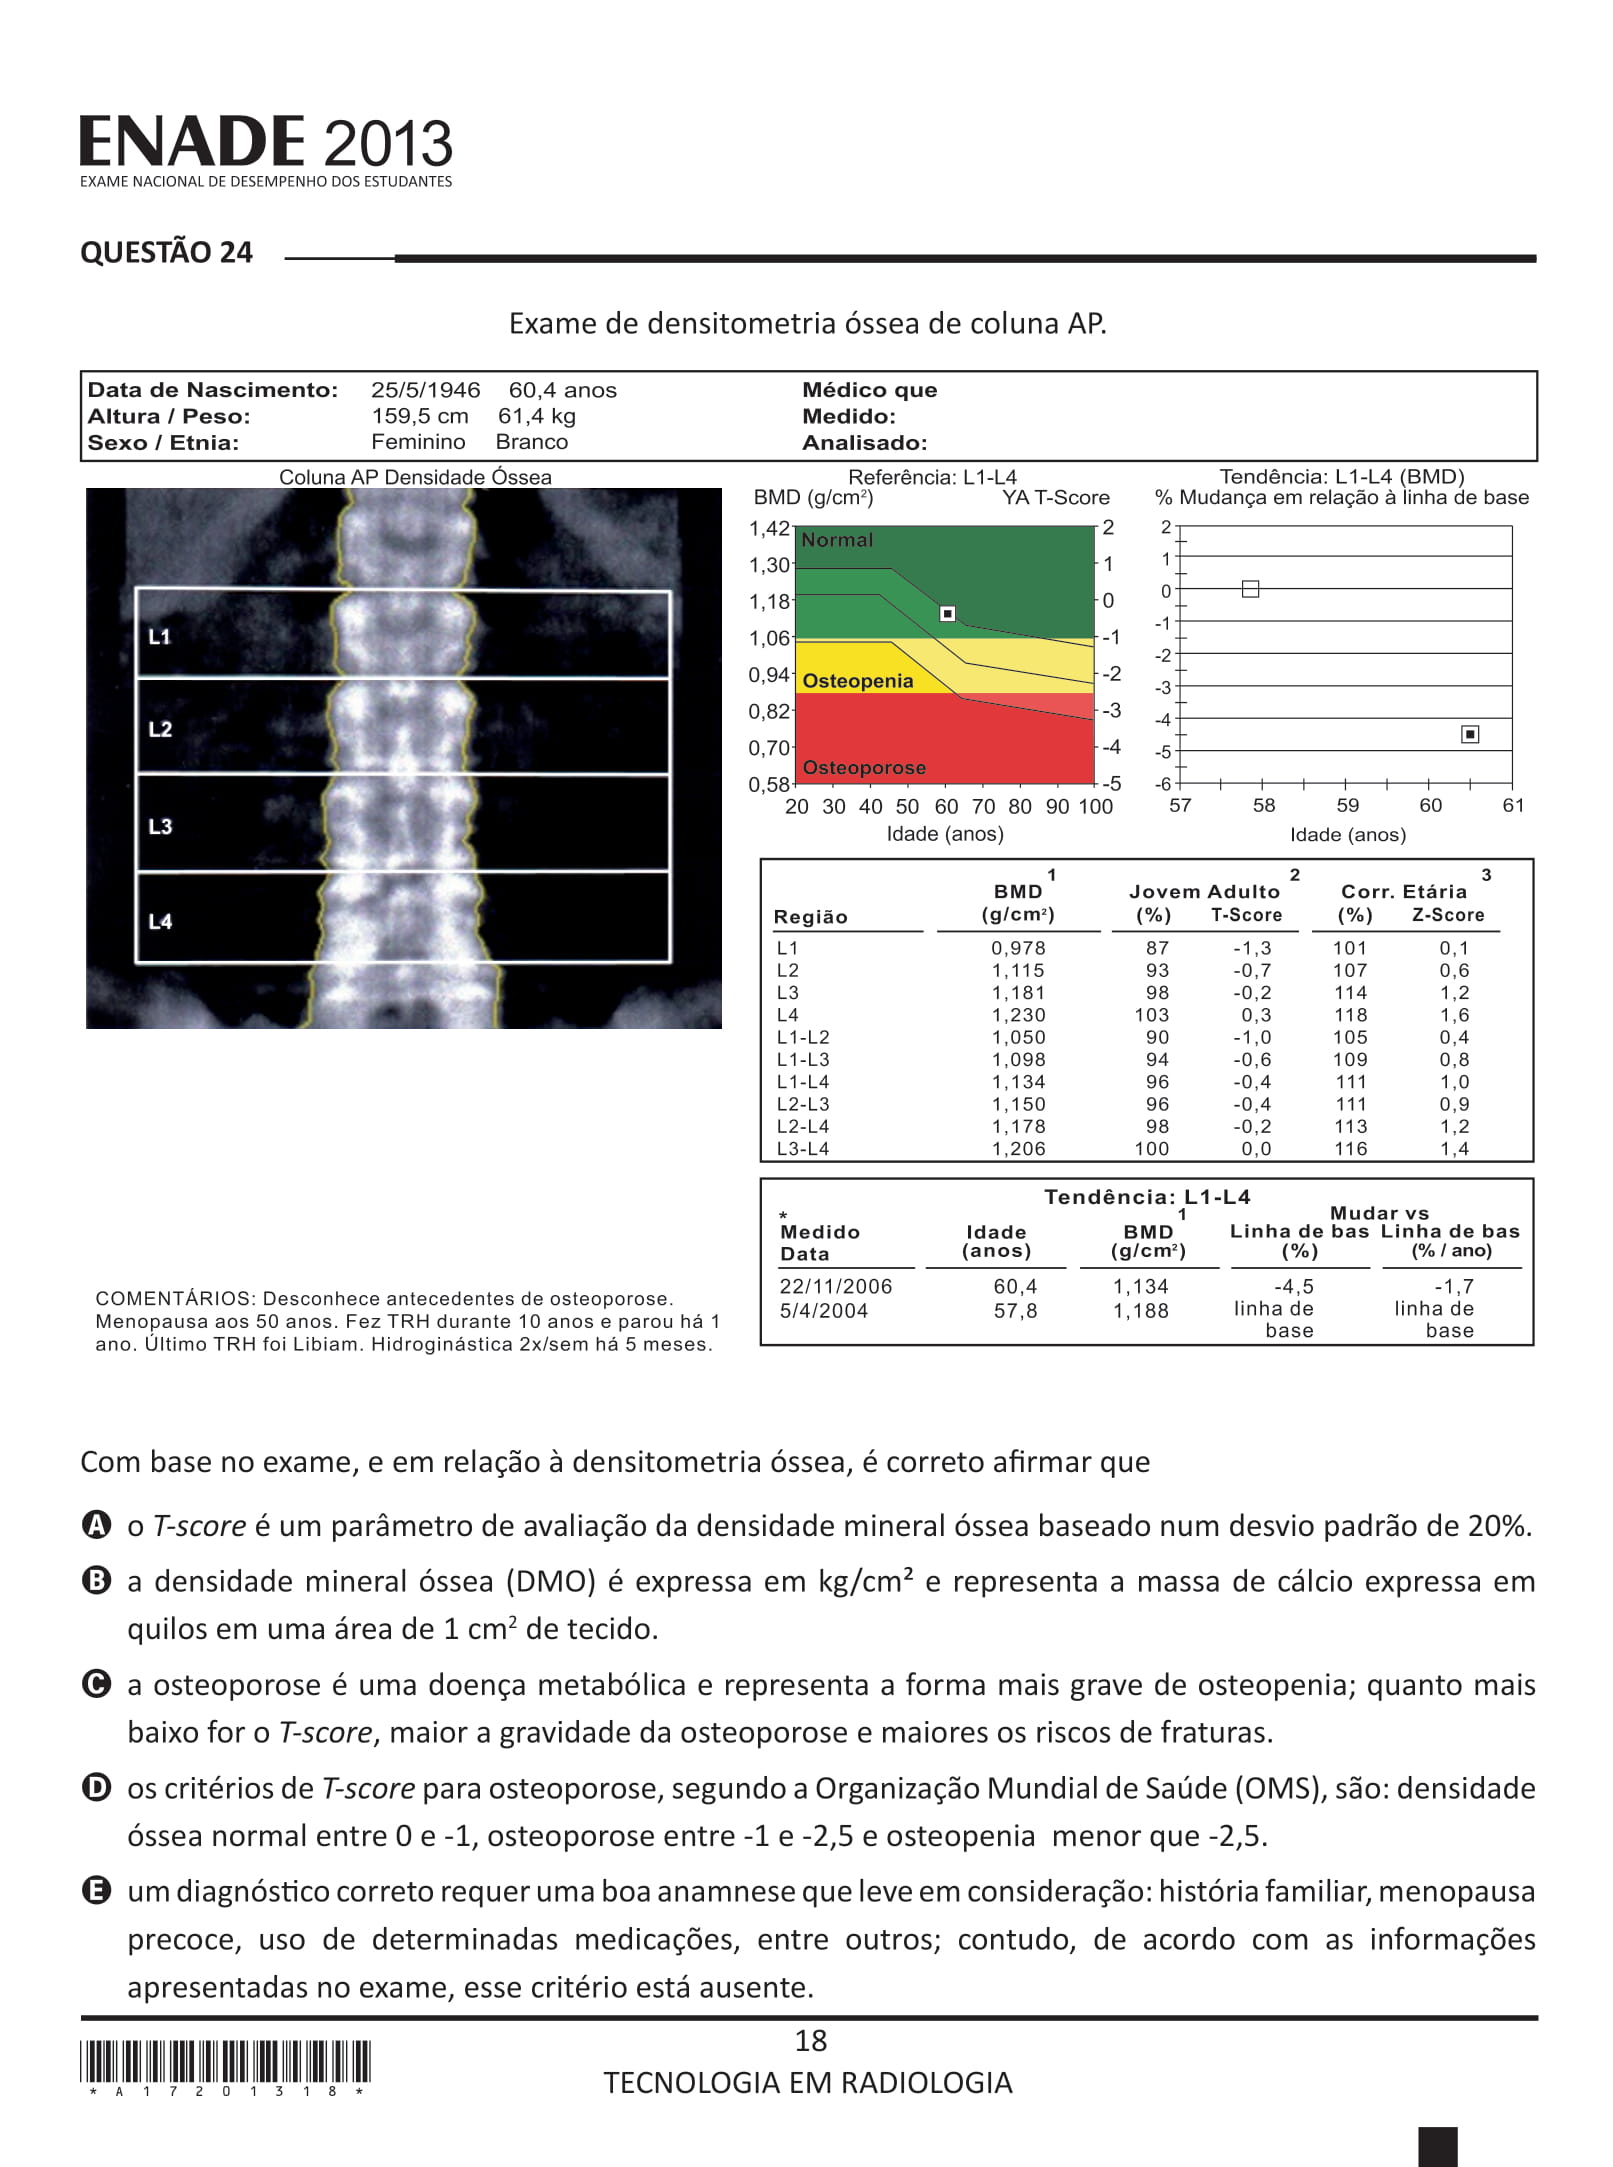 ENADE 2013
EXAME NACIONAL DE DESEMPENHO DOS ESTUDANTES
QUESTÃO 24
Exame de densitometria óssea de coluna AP.
Data de Nascimento: 25/5/1946 60,4 anos Médico que
Altura / Peso: 159,5 cm 61,4 kg Medido:
Sexo / Etnia: Feminino Branco Analisado:
Coluna AP Densidade Óssea
L1
L2
L3
L4
Referência: L1-L4
BMD (g/cm²) YA T-Score
1,42 Normal 2
1,30 1
1,18 0
1,06 -1
0,94 Osteopenia -2
0,82 -3
0,70 -4
Osteoporose
0,58 -5
20 30 40 50 60 70 80 90 100
Idade (anos)
Tendência: L1-L4 (BMD)
% Mudança em relação à linha de base
2
1
0
-1
-2
-3
-4
-5
-6
57 58 59 60 61
Idade (anos)
1 2 3
BMD Jovem Adulto Corr. Etária
Região (g/cm²) (%) T-Score (%) Z-Score
L1 0,978 87 -1,3 101 0,1
L2 1,115 93 -0,7 107 0,6
L3 1,181 98 -0,2 114 1,2
L4 1,230 103 0,3 118 1,6
L1-L2 1,050 90 -1,0 105 0,4
L1-L3 1,098 94 -0,6 109 0,8
L1-L4 1,134 96 -0,4 111 1,0
L2-L3 1,150 96 -0,4 111 0,9
L2-L4 1,178 98 -0,2 113 1,2
L3-L4 1,206 100 0,0 116 1,4
Tendência: L1-L4
* 1 Mudar vs
Medido Idade BMD Linha de bas Linha de bas
Data (anos) (g/cm²) (%) (% / ano)
22/11/2006 60,4 1,134 -4,5 -1,7
5/4/2004 57,8 1,188 linha de linha de
base base
COMENTÁRIOS: Desconhece antecedentes de osteoporose.
Menopausa aos 50 anos. Fez TRH durante 10 anos e parou há 1
ano. Último TRH foi Libiam. Hidroginástica 2x/sem há 5 meses.
Com base no exame, e em relação à densitometria óssea, é correto afirmar que
A o T-score é um parâmetro de avaliação da densidade mineral óssea baseado num desvio padrão de 20%.
B a densidade mineral óssea (DMO) é expressa em kg/cm² e representa a massa de cálcio expressa em
quilos em uma área de 1 cm² de tecido.
C a osteoporose é uma doença metabólica e representa a forma mais grave de osteopenia; quanto mais
baixo for o T-score, maior a gravidade da osteoporose e maiores os riscos de fraturas.
D os critérios de T-score para osteoporose, segundo a Organização Mundial de Saúde (OMS), são: densidade
óssea normal entre 0 e -1, osteoporose entre -1 e -2,5 e osteopenia menor que -2,5.
E um diagnóstico correto requer uma boa anamnese que leve em consideração: história familiar, menopausa
precoce, uso de determinadas medicações, entre outros; contudo, de acordo com as informações
apresentadas no exame, esse critério está ausente.
18
* A 1 7 2 0 1 3 1 8 *
TECNOLOGIA EM RADIOLOGIA